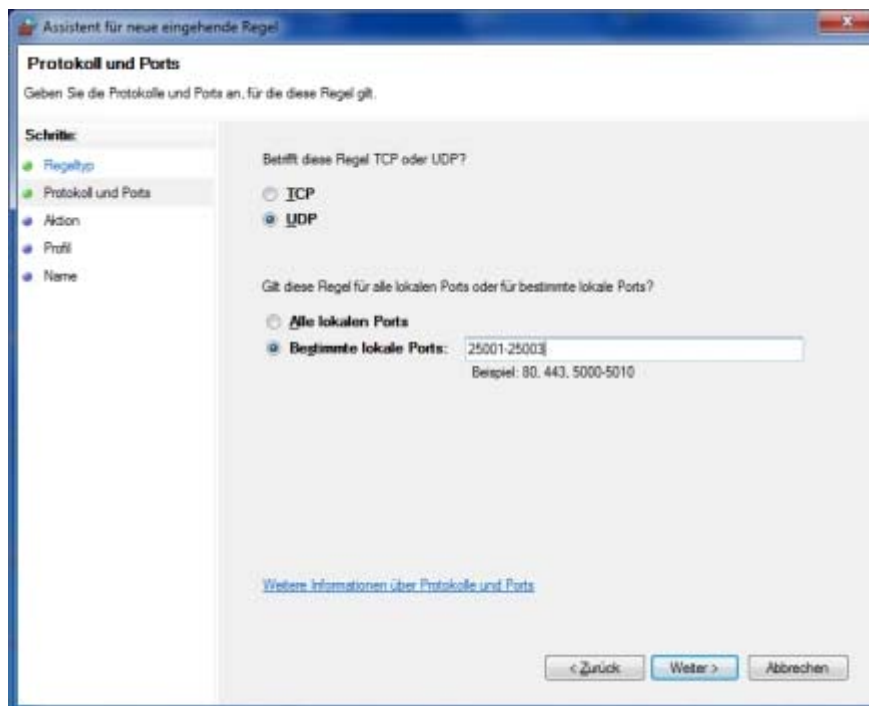 Assistent für neue eingehende Regel
Protokoll und Ports
Geben Sie die Protokolle und Ports an, für die diese Regel gilt.
Schritte:
Regeltyp
Protokoll und Ports
Aktion
Profil
Name
Betrifft diese Regel TCP oder UDP?
TCP
UDP
Gilt diese Regel für alle lokalen Ports oder für bestimmte lokale Ports?
Alle lokalen Ports
Bestimmte lokale Ports: 25001-25003
Beispiel: 80, 443, 5000-5010
Weitere Informationen über Protokolle und Ports
< Zurück Weiter > Abbrechen